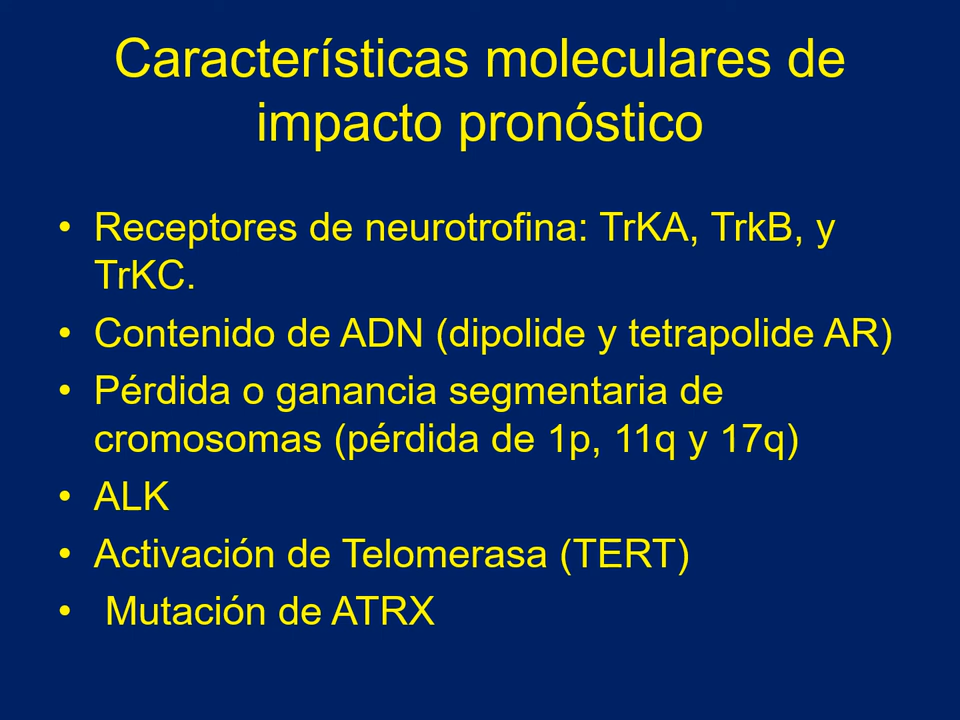 Características moleculares de
impacto pronóstico
• Receptores de neurotrofina: TrKA, TrkB, y
TrKC.
• Contenido de ADN (dipolide y tetrapolide AR)
• Pérdida o ganancia segmentaria de
cromosomas (pérdida de 1p, 11q y 17q)
• ALK
• Activación de Telomerasa (TERT)
• Mutación de ATRX